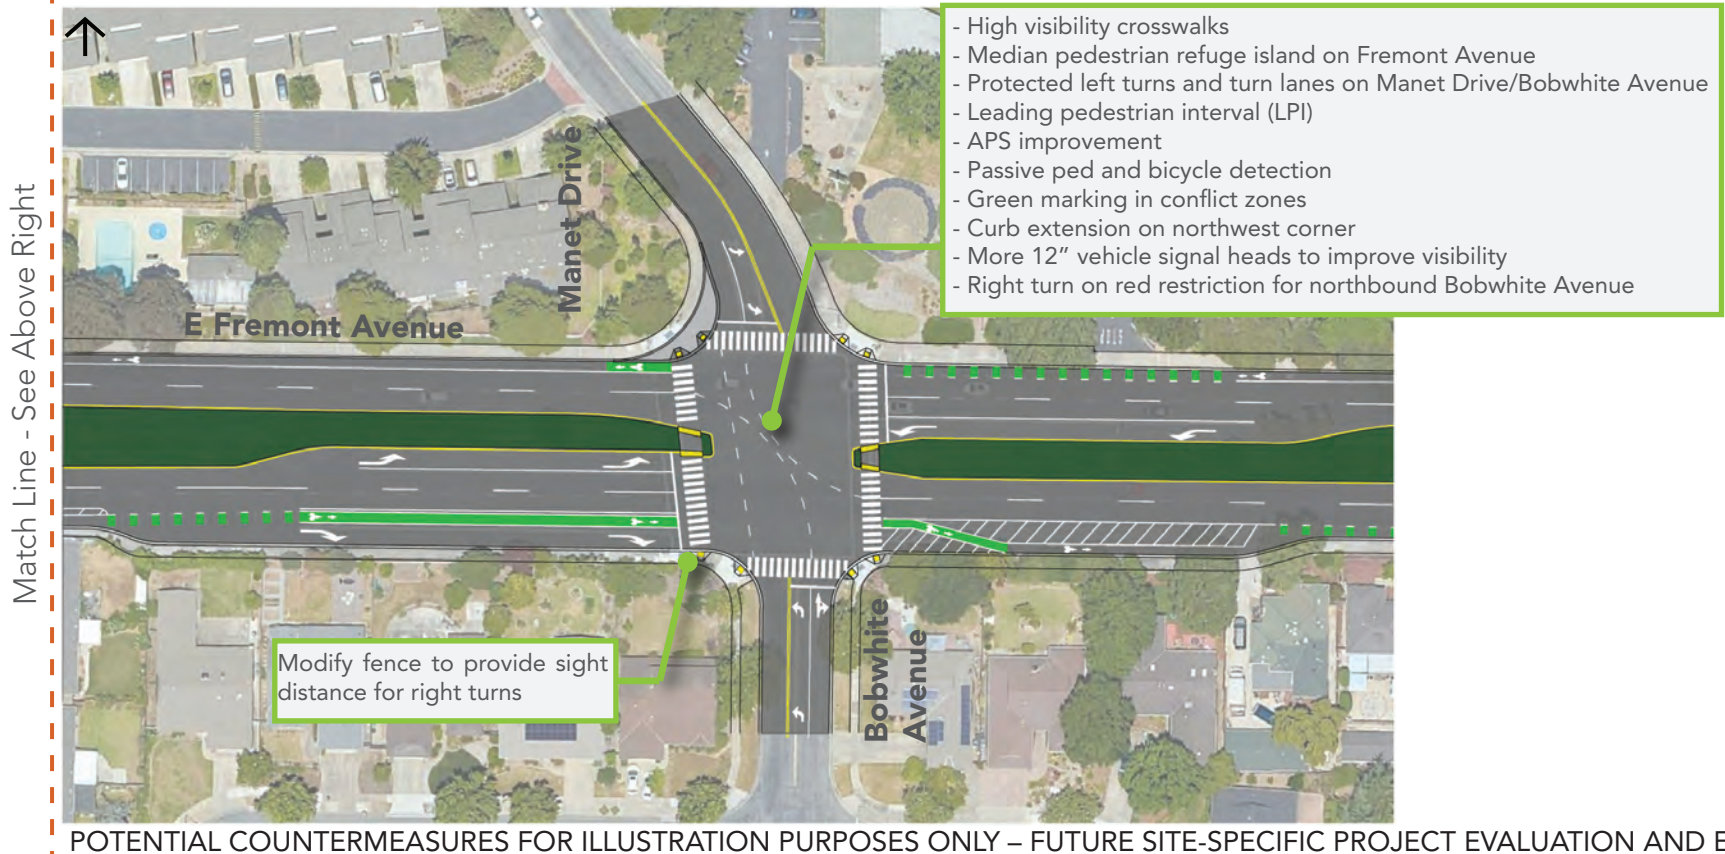 - High visibility crosswalks
- Median pedestrian refuge island on Fremont Avenue
- Protected left turns and turn lanes on Manet Drive/Bobwhite Avenue
- Leading pedestrian interval (LPI)
- APS improvement
- Passive ped and bicycle detection
- Green marking in conflict zones
- Curb extension on northwest corner
- More 12” vehicle signal heads to improve visibility
- Right turn on red restriction for northbound Bobwhite Avenue
Match Line - See Above Right
Manet Drive
E Fremont Avenue
STOP
Modify fence to provide sight
distance for right turns
Bobwhite
Avenue
POTENTIAL COUNTERMEASURES FOR ILLUSTRATION PURPOSES ONLY – FUTURE SITE-SPECIFIC PROJECT EVALUATION AND E